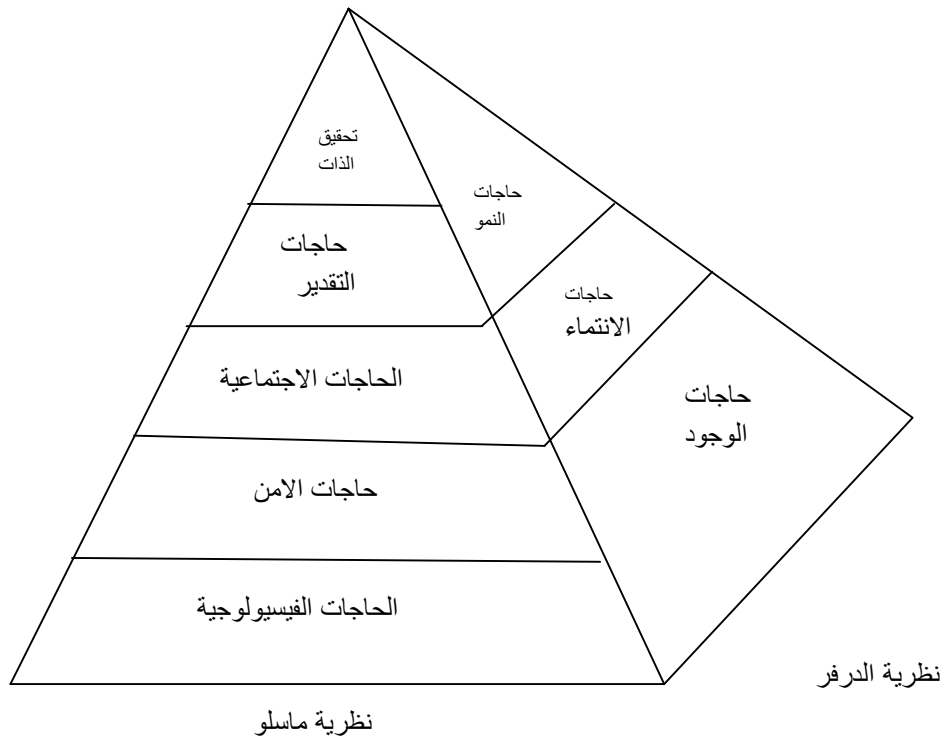 تحقيق
الذات
حاجات
النمو
حاجات
التقدير
حاجات
الانتماء
الحاجات الاجتماعية
حاجات
الوجود
حاجات الامن
الحاجات الفيسيولوجية
نظرية الدرفر
نظرية ماسلو